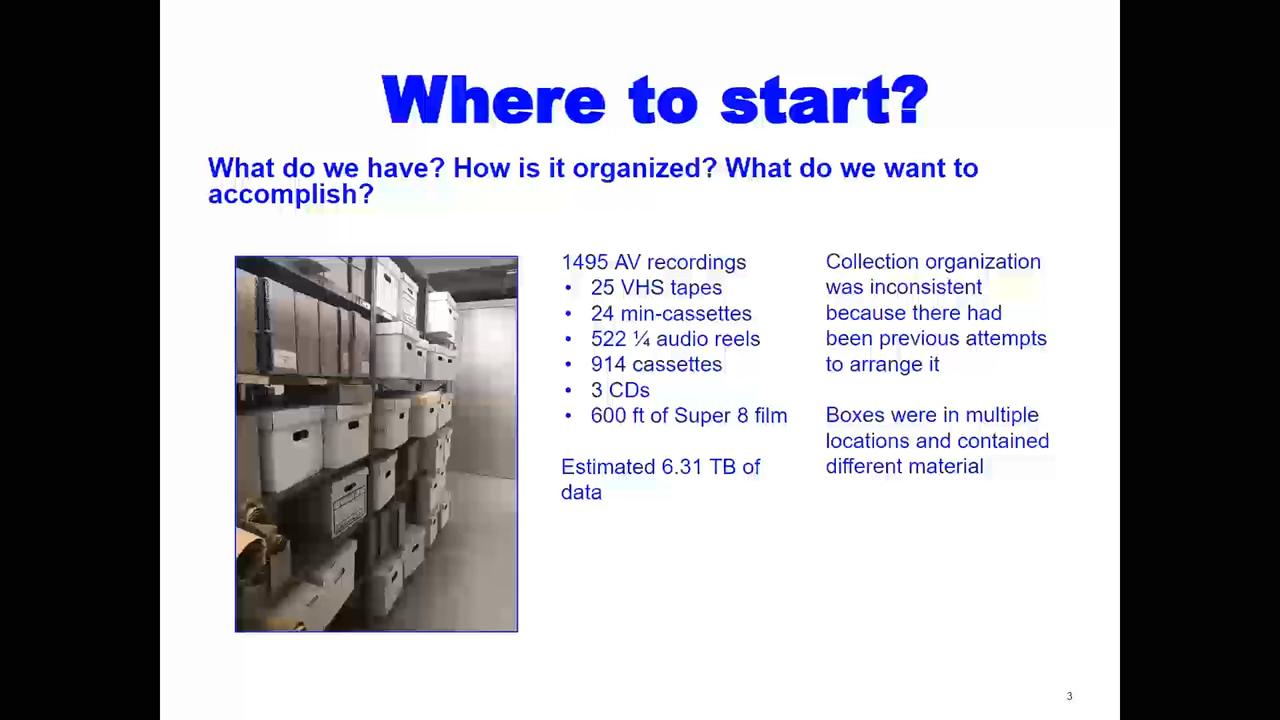 Where to start?
What do we have? How is it organized? What do we want to
accomplish?
1495 AV recordings
• 25 VHS tapes
• 24 min-cassettes
• 522 ¼ audio reels
• 914 cassettes
• 3 CDs
• 600 ft of Super 8 film
Estimated 6.31 TB of
data
Collection organization
was inconsistent
because there had
been previous attempts
to arrange it
Boxes were in multiple
locations and contained
different material
3